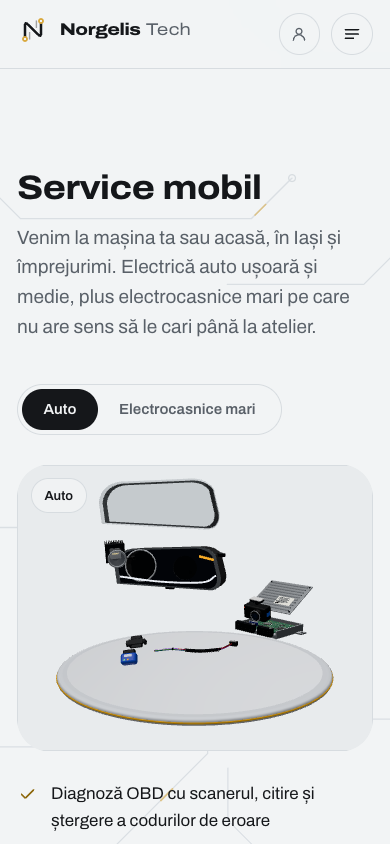 Norgelis Tech
Service mobil
Venim la mașina ta sau acasă, în Iași și
împrejurimi. Electrică auto ușoară și
medie, plus electrocasnice mari pe care
nu are sens să le cari până la atelier.
Auto
Electrocasnice mari
Auto
Diagnoză OBD cu scanerul, citire și
ștergere a codurilor de eroare